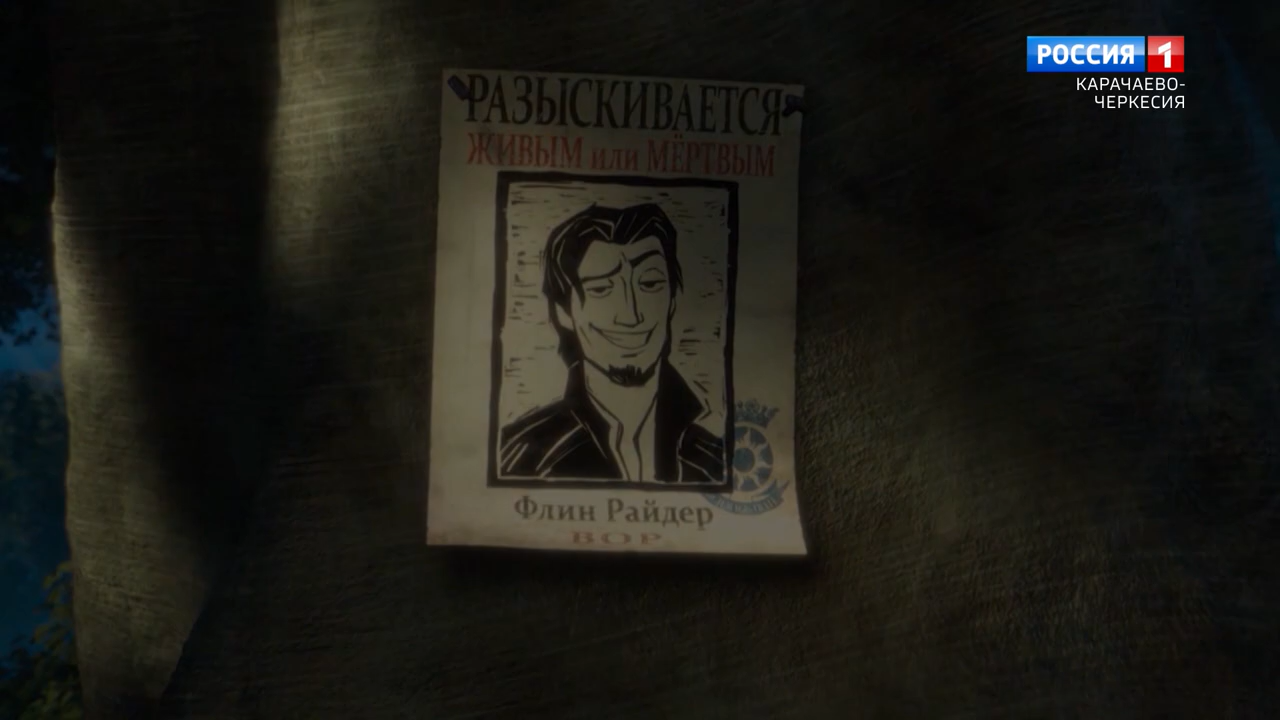 РОССИЯ 1
КАРАЧАЕВО-
ЧЕРКЕСИЯ
РАЗЫСКИВАЕТСЯ
ЖИВЫМ или МЁРТВЫМ
Флин Райдер
ВОР